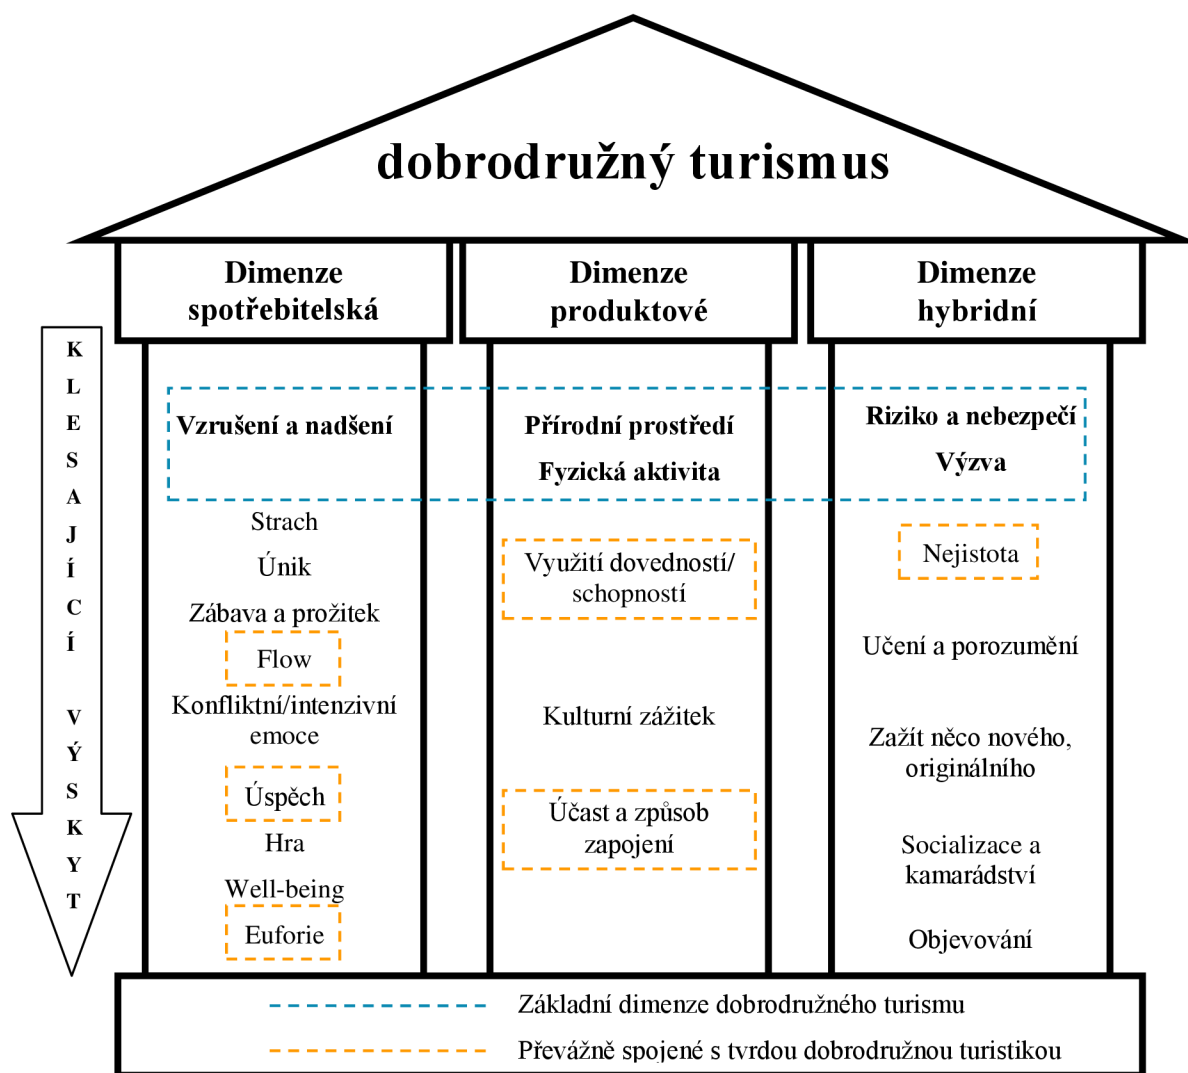 dobrodružný turismus
Dimenze
spotřebitelská
Dimenze
produktové
Dimenze
hybridní
KLESAJÍCÍ VÝSKYT
Vzrušení a nadšení
Strach
Únik
Zábava a prožitek
Flow
Konfliktní/intenzivní
emoce
Úspěch
Hra
Well-being
Euforie
Přírodní prostředí
Fyzická aktivita
Využití dovedností/
schopností
Kulturní zážitek
Účast a způsob
zapojení
Riziko a nebezpečí
Výzva
Nejistota
Učení a porozumění
Zažít něco nového,
originálního
Socializace a
kamarádství
Objevování
Základní dimenze dobrodružného turismu
Převážně spojené s tvrdou dobrodružnou turistikou